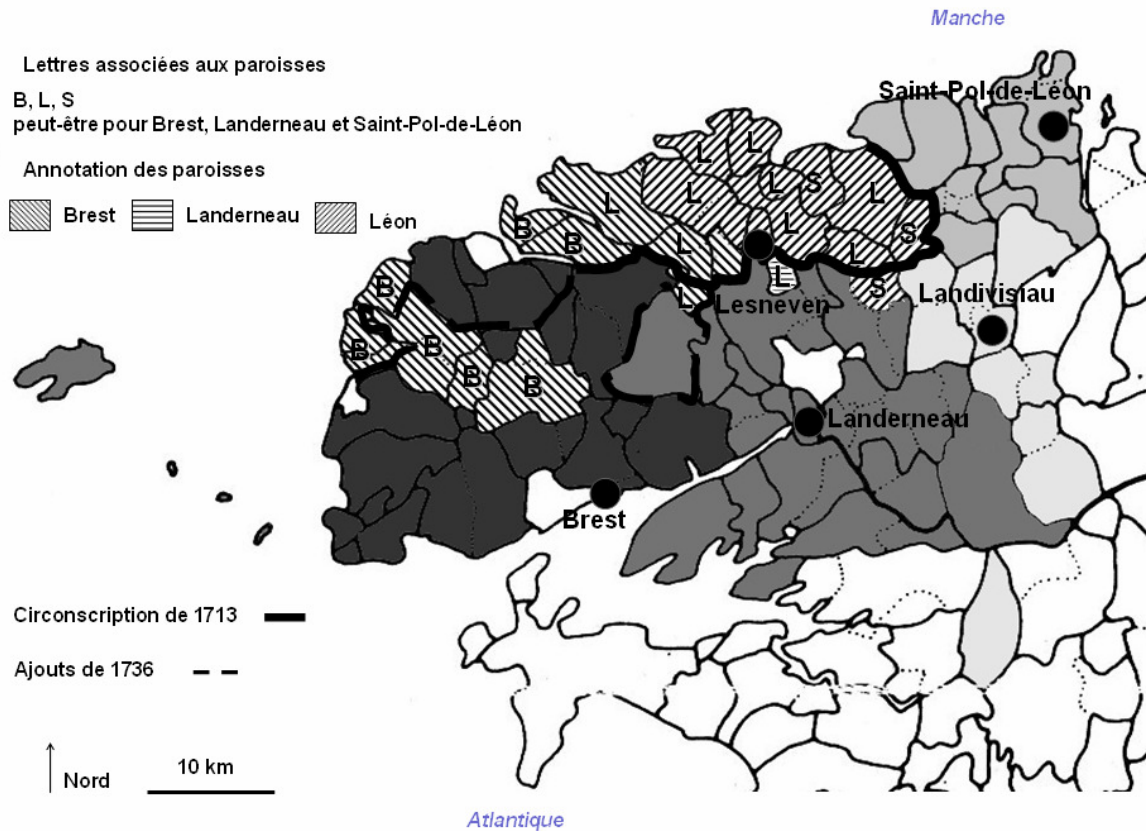 Manche
Lettres associées aux paroisses
B, L, S
peut-être pour Brest, Landerneau et Saint-Pol-de-Léon
Annotation des paroisses
Brest
Landerneau
Léon
Saint-Pol-de-Léon
L
L
L
L
S
L
L
L
S
B
B
L
L
L
S
L
B
B
B
B
B
Lesneven
Landivisiau
Landerneau
Brest
Circonscription de 1713
Ajouts de 1736
Nord
10 km
Atlantique